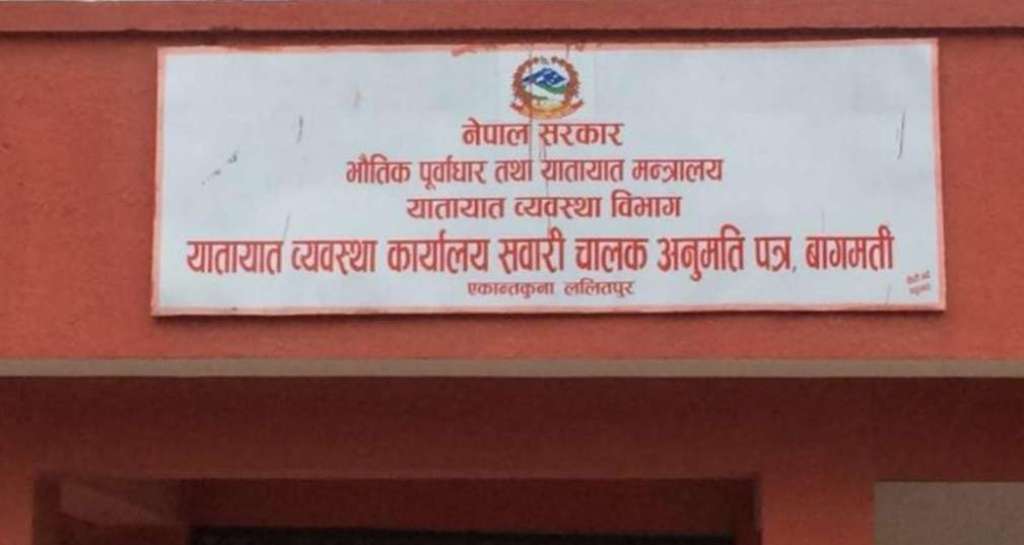 नेपाल सरकार
भौतिक पूर्वाधार तथा यातायात मन्त्रालय
यातायात व्यवस्था विभाग
यातायात व्यवस्था कार्यालय सवारी चालक अनुमति पत्र, बागमती
एकान्तकुना ललितपुर